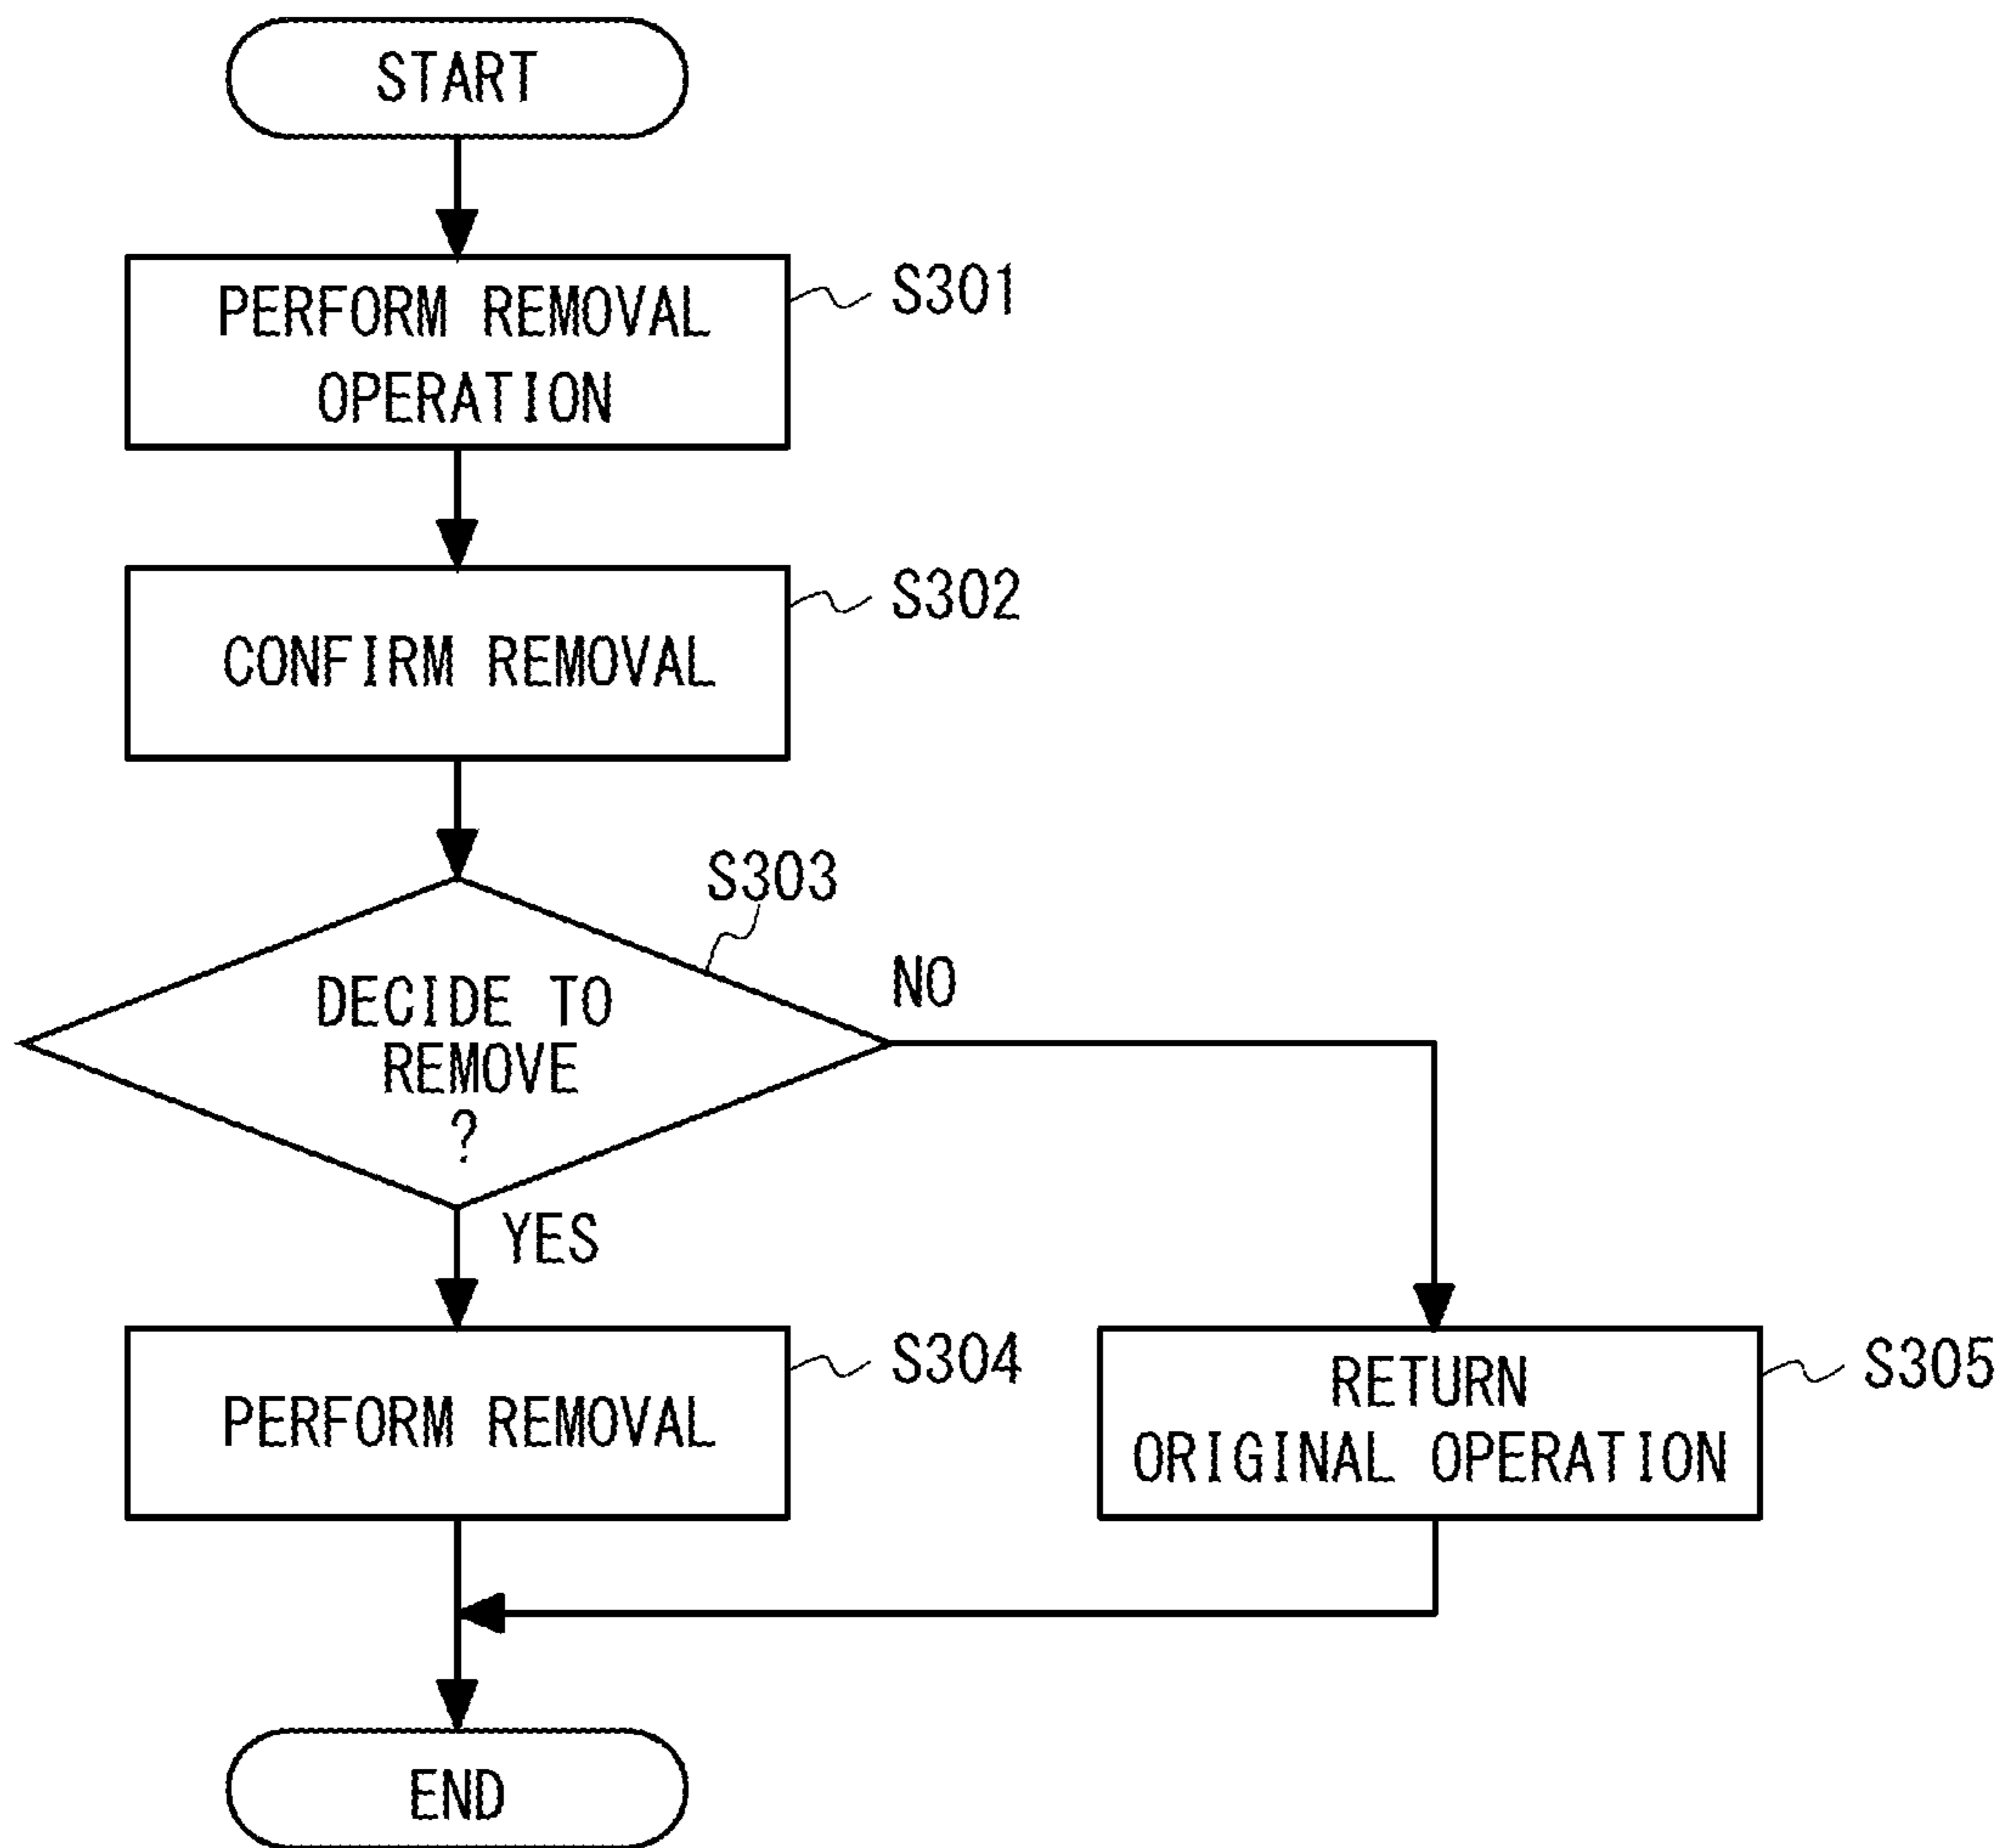 START
PERFORM REMOVAL
OPERATION
S301
CONFIRM REMOVAL
S302
S303
DECIDE TO
REMOVE
?
NO
YES
PERFORM REMOVAL
S304
RETURN
ORIGINAL OPERATION
S305
END